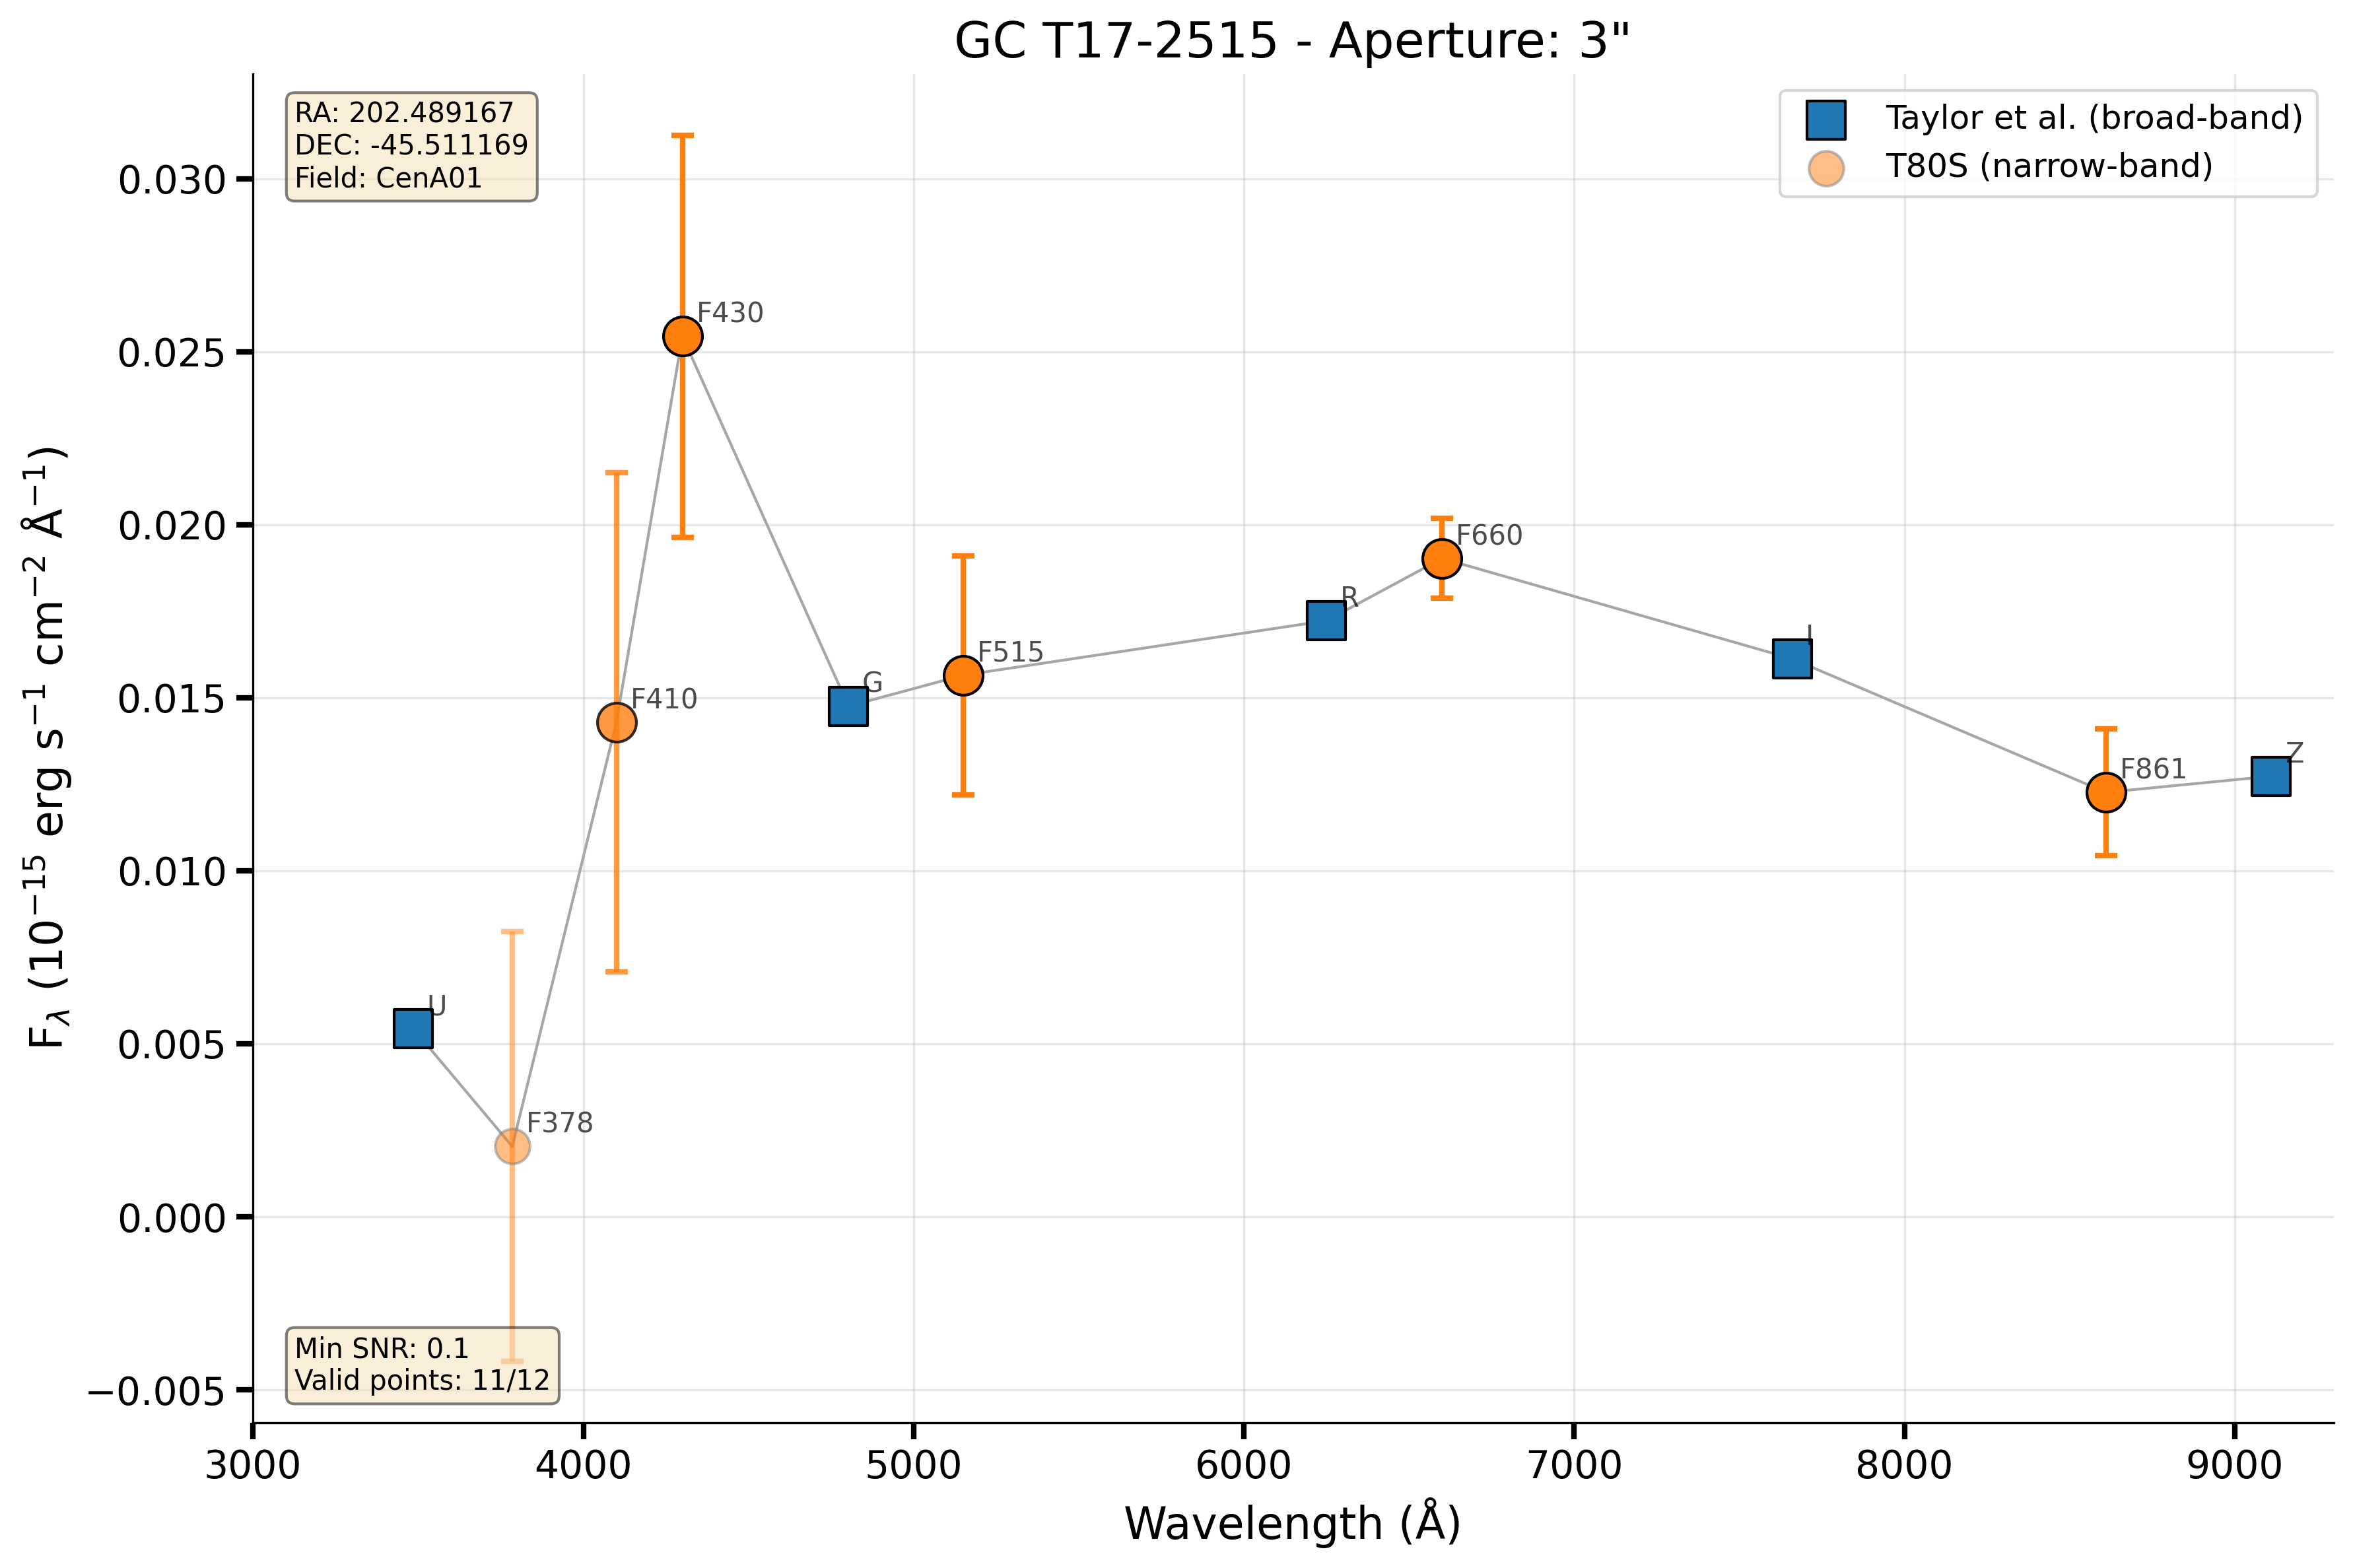 GC T17-2515 - Aperture: 3"
RA: 202.489167
DEC: -45.511169
Field: CenA01
Taylor et al. (broad-band)
T80S (narrow-band)
F$_{λ}$ (10$^{−15}$ erg s$^{−1}$ cm$^{−2}$ Å$^{−1}$)
0.030
0.025
0.020
0.015
0.010
0.005
0.000
−0.005
U
F378
F410
F430
G
F515
R
F660
I
F861
Z
Min SNR: 0.1
Valid points: 11/12
3000 4000 5000 6000 7000 8000 9000
Wavelength (Å)